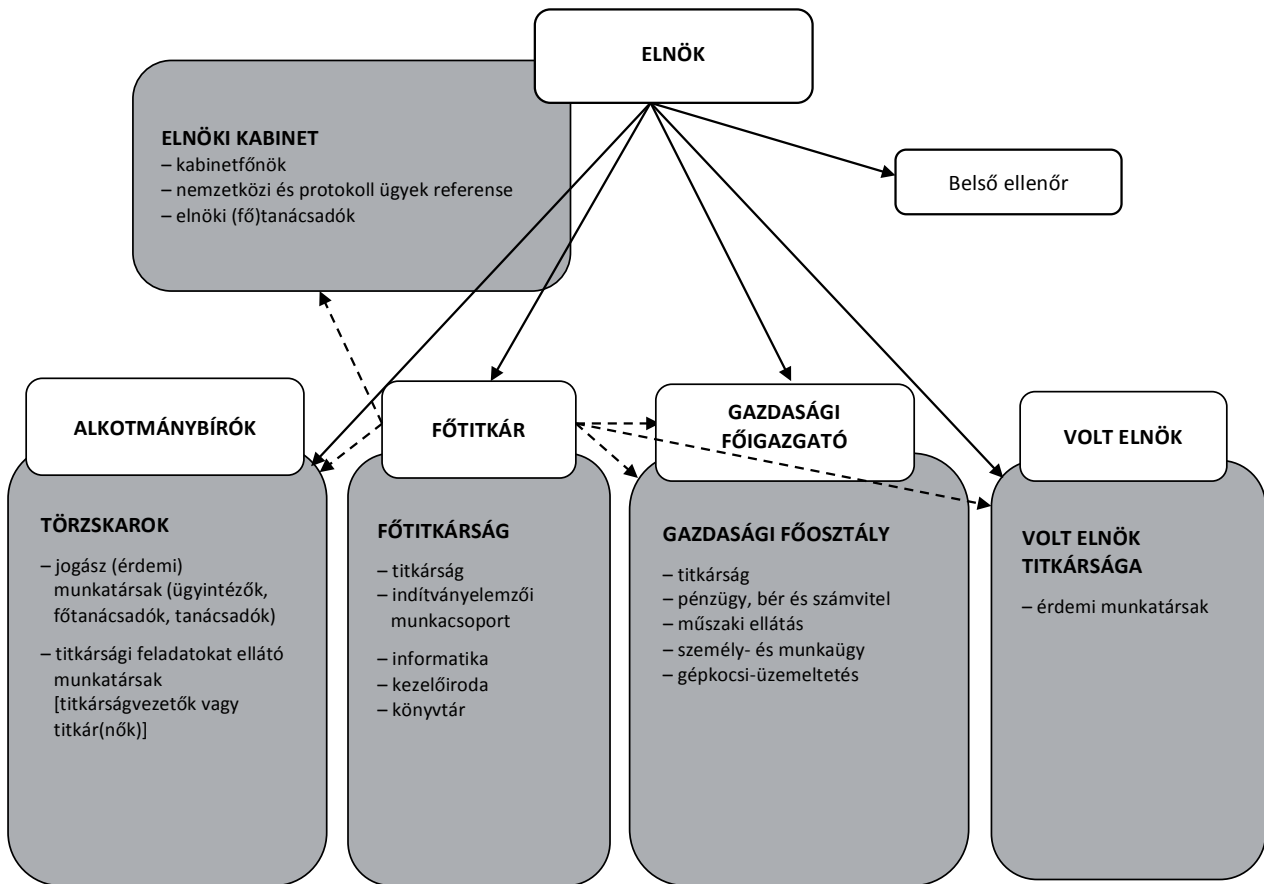 ELNÖK
ELNÖKI KABINET
– kabinetfőnök
– nemzetközi és protokoll ügyek referense
– elnöki (fő)tanácsadók
Belső ellenőr
ALKOTMÁNYBÍRÓK
TÖRZSKAROK
– jogász (érdemi)
munkatársak (ügyintézők,
főtanácsadók, tanácsadók)
– titkársági feladatokat ellátó
munkatársak
[titkárságvezetők vagy
titkár(nők)]
FŐTITKÁR
FŐTITKÁRSÁG
– titkárság
– indítványelemzői
munkacsoport
– informatika
– kezelőiroda
– könyvtár
GAZDASÁGI
FŐIGAZGATÓ
GAZDASÁGI FŐOSZTÁLY
– titkárság
– pénzügy, bér és számvitel
– műszaki ellátás
– személy- és munkaügy
– gépkocsi-üzemeltetés
VOLT ELNÖK
VOLT ELNÖK
TITKÁRSÁGA
– érdemi munkatársak